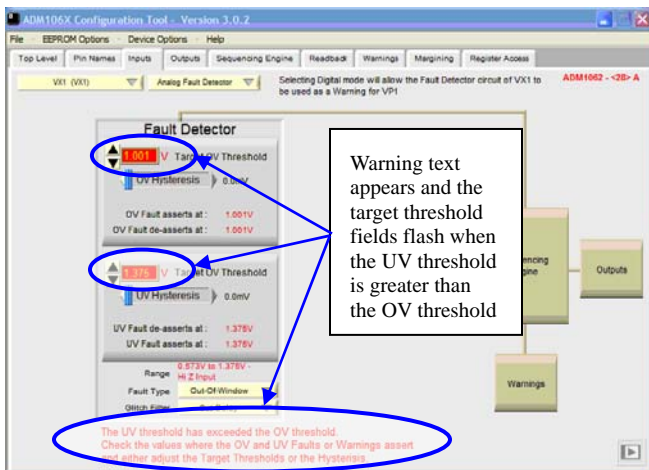 ADM106X Configuration Tool - Version 3.0.2
File EEPROM Options Device Options Help
Top Level Pin Names Inputs Outputs Sequencing Engine Readback Warnings Margining Register Access
VX1 (VX1) Analog Fault Detector Selecting Digital mode will allow the Fault Detector circuit of VX1 to be used as a Warning for VP1 ADM1062 - <28> A
Fault Detector
1.001 V Target OV Threshold
OV Hysteresis 0.0mV
OV Fault asserts at : 1.001V
OV Fault de-asserts at : 1.001V
1.375 V Target UV Threshold
UV Hysteresis 0.0mV
UV Fault de-asserts at : 1.375V
UV Fault asserts at : 1.375V
Range 0.573V to 1.375V -
Hi Z Input
Fault Type Out-Of-Window
Glitch Filter
Warning text
appears and the
target threshold
fields flash when
the UV threshold
is greater than
the OV threshold
encing
gine
Outputs
Warnings
The UV threshold has exceeded the OV threshold.
Check the values where the OV and UV Faults or Warnings assert
and either adjust the Target Thresholds or the Hysterisis